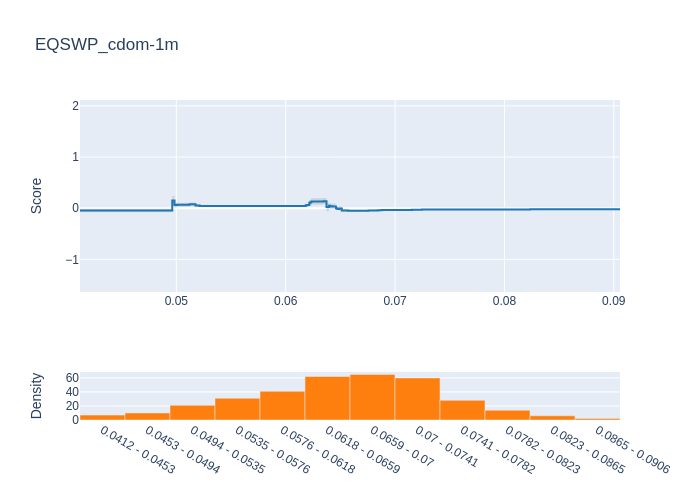 EQSWP_cdom-1m
2
1
0
−1
Score
0.05
0.06
0.07
0.08
0.09
60
40
20
0
Density
0.0412 - 0.0453
0.0453 - 0.0494
0.0494 - 0.0535
0.0535 - 0.0576
0.0576 - 0.0618
0.0618 - 0.0659
0.0659 - 0.07
0.07 - 0.0741
0.0741 - 0.0782
0.0782 - 0.0823
0.0823 - 0.0865
0.0865 - 0.0906